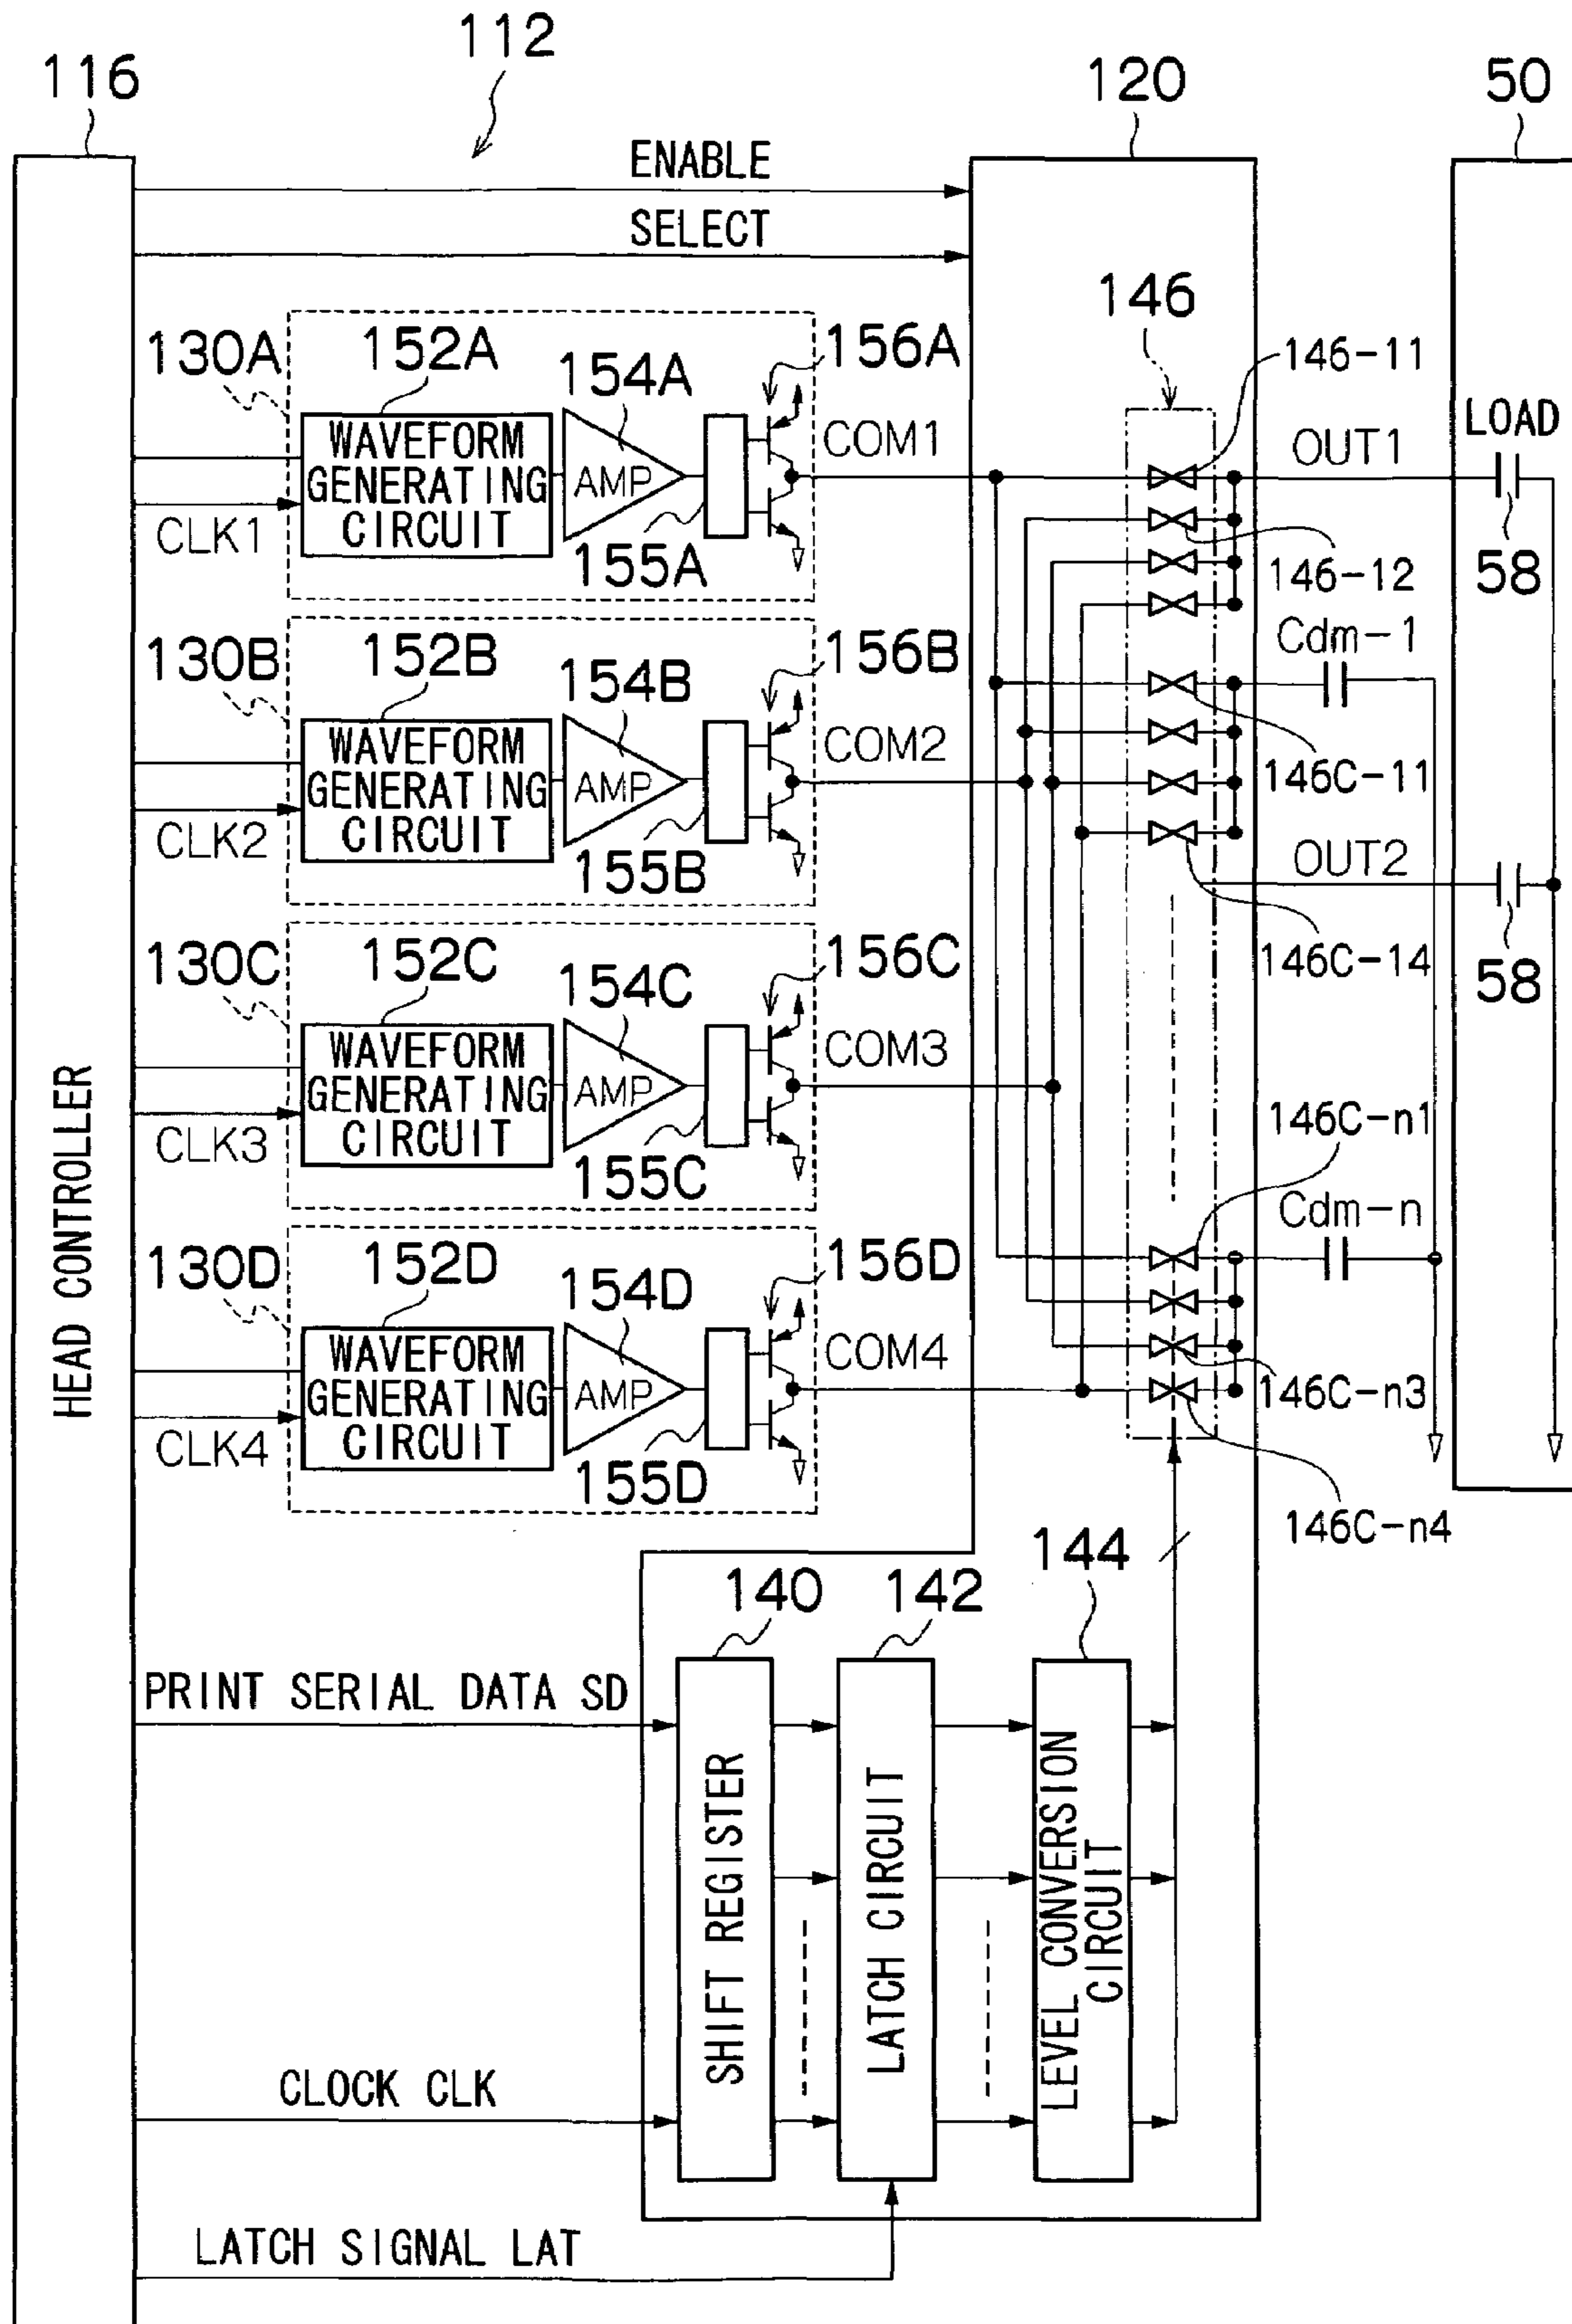 112
116
120
50
ENABLE
SELECT
146
130A
152A
154A
156A
146-11
WAVEFORM
GENERATING
CIRCUIT
AMP
COM1
OUT1
LOAD
CLK1
155A
146-12
58
130B
152B
154B
156B
Cdm-1
WAVEFORM
GENERATING
CIRCUIT
AMP
COM2
146C-11
CLK2
155B
OUT2
130C
152C
154C
156C
146C-14
58
WAVEFORM
GENERATING
CIRCUIT
AMP
COM3
CLK3
155C
146C-n1
Cdm-n
HEAD CONTROLLER
130D
152D
154D
156D
WAVEFORM
GENERATING
CIRCUIT
AMP
COM4
146C-n3
CLK4
155D
146C-n4
140
142
144
PRINT SERIAL DATA SD
SHIFT REGISTER
LATCH CIRCUIT
LEVEL CONVERSION
CIRCUIT
CLOCK CLK
LATCH SIGNAL LAT